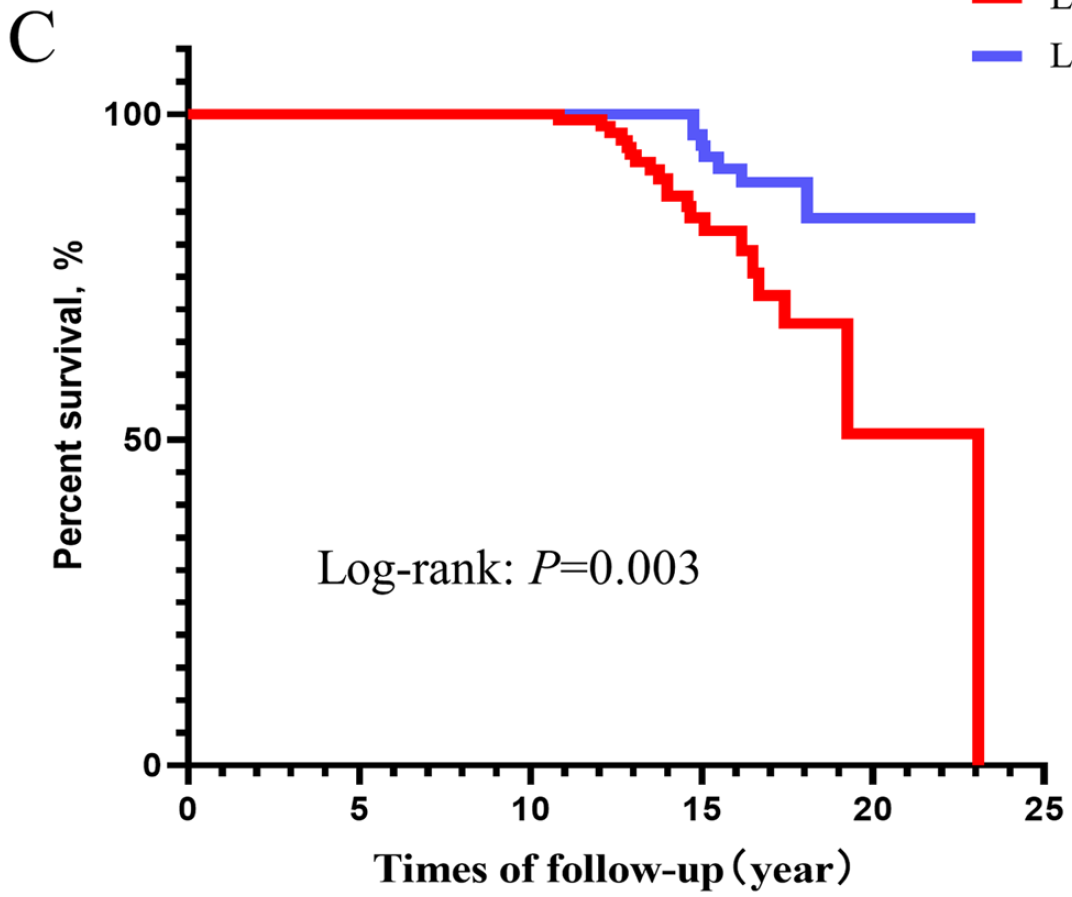 C
L
L
100
50
0
Percent survival, %
Log-rank: P=0.003
0 5 10 15 20 25
Times of follow-up（year）